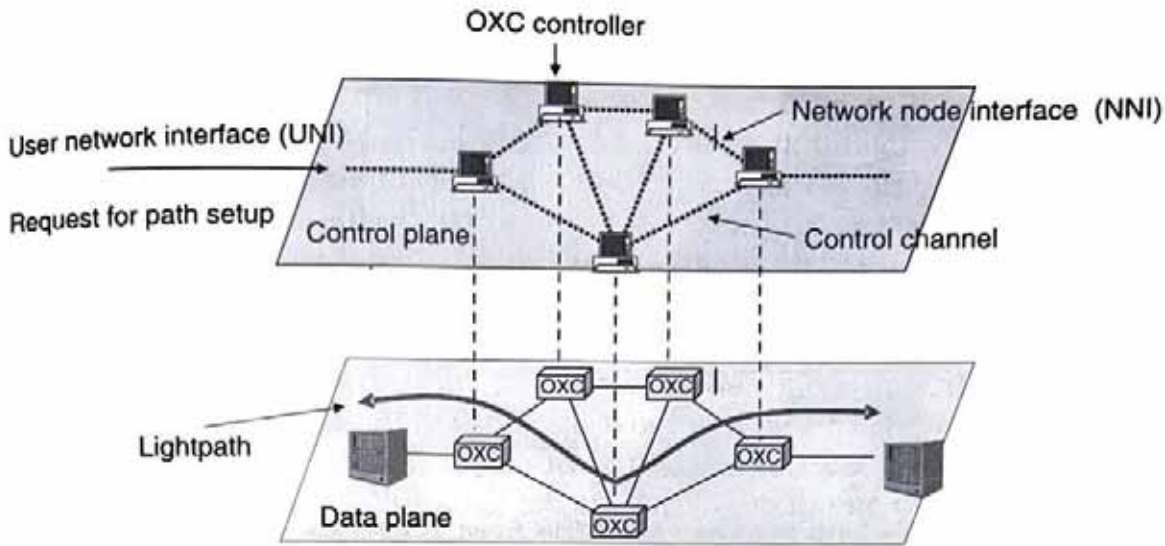 OXC controller
Network node interface (NNI)
User network interface (UNI)
Request for path setup
Control plane
Control channel
OXC
OXC
OXC
OXC
OXC
Lightpath
Data plane